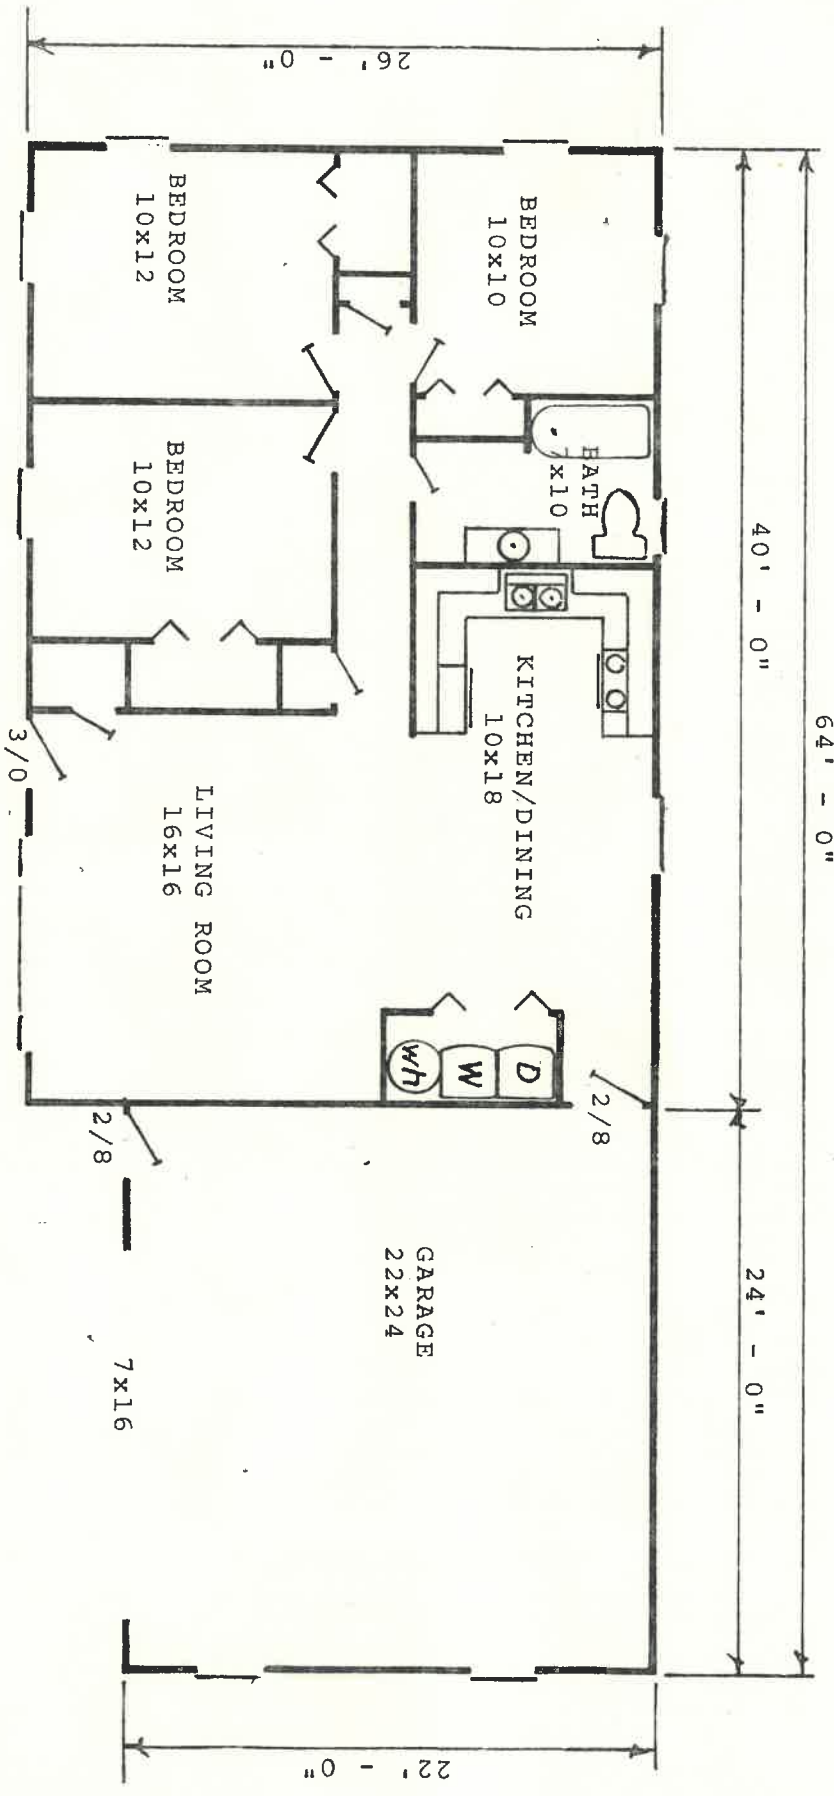 64' - 0"
40' - 0"
24' - 0"
26' - 0"
22' - 0"
BEDROOM
10x10
BATH
7x10
KITCHEN/DINING
10x18
D
W
wh
2/8
BEDROOM
10x12
BEDROOM
10x12
LIVING ROOM
16x16
3/0
2/8
GARAGE
22x24
7x16